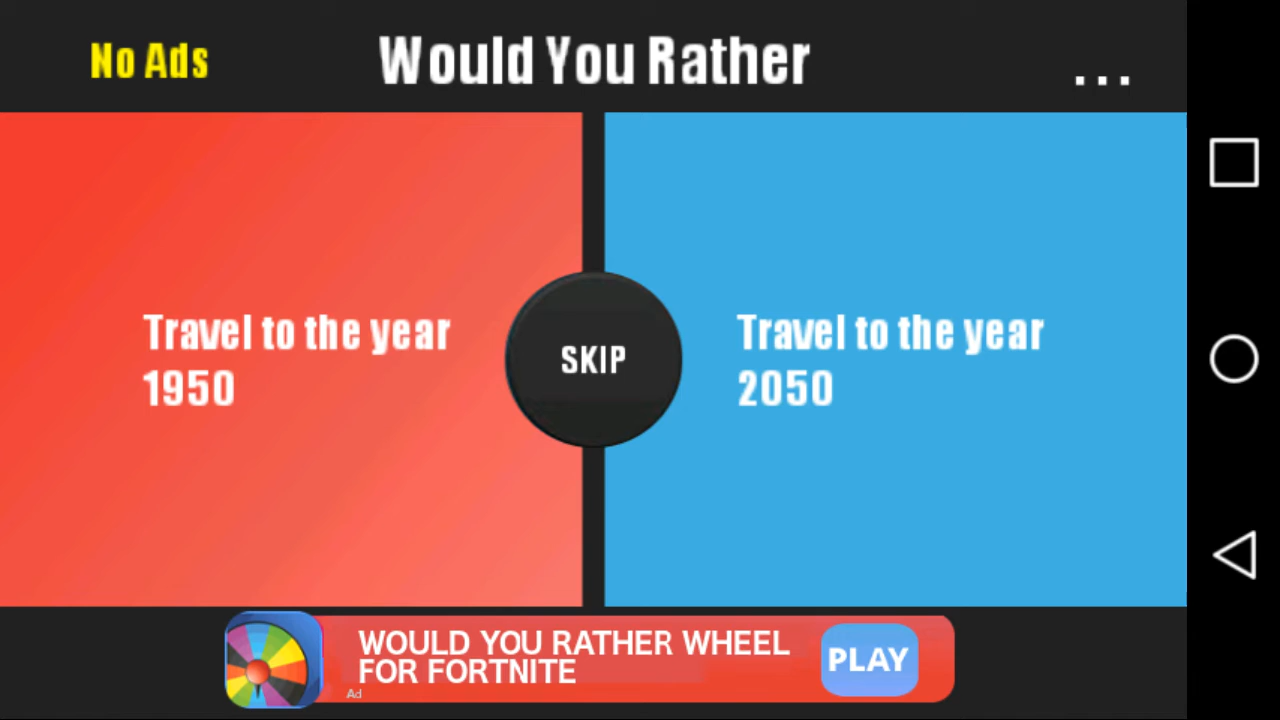 No Ads
Would You Rather
...
Travel to the year
1950
SKIP
Travel to the year
2050
WOULD YOU RATHER WHEEL
FOR FORTNITE
Ad
PLAY